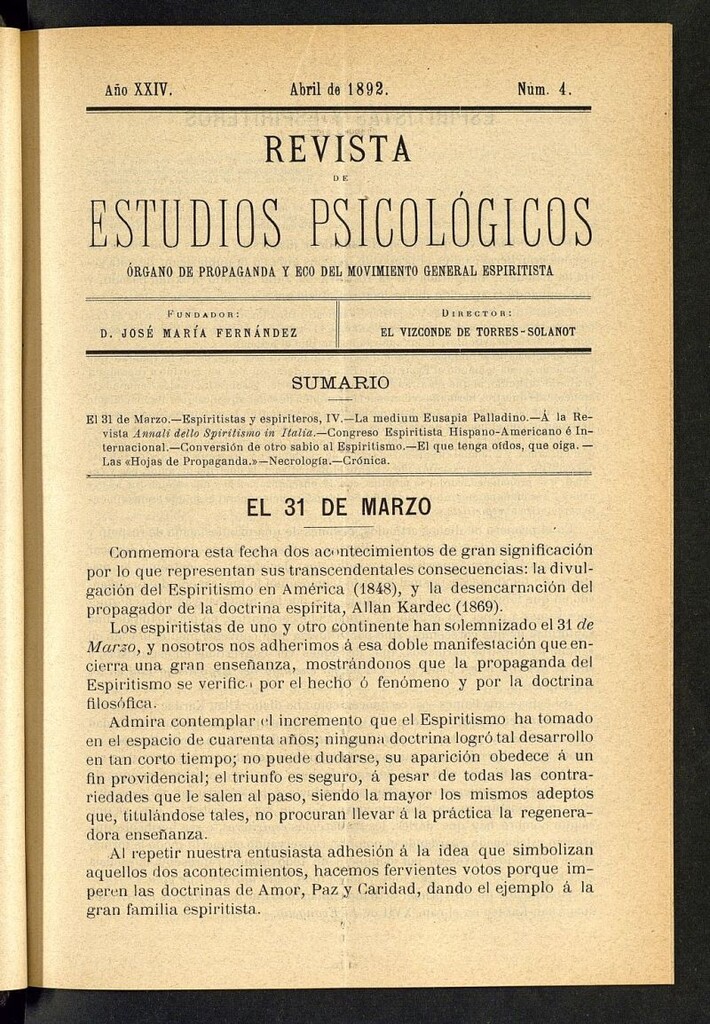 Año XXIV. Abril de 1892. Núm. 4.
REVISTA
DE
ESTUDIOS PSICOLÓGICOS
ÓRGANO DE PROPAGANDA Y ECO DEL MOVIMIENTO GENERAL ESPIRITISTA
FUNDADOR:
D. JOSÉ MARÍA FERNÁNDEZ
DIRECTOR:
EL VIZCONDE DE TORRES-SOLANOT
SUMARIO
El 31 de Marzo.—Espiritistas y espiriteros, IV.—La medium Eusapia Palladino.—Á la Re-
vista Annali dello Spiritismo in Italia.—Congreso Espiritista Hispano-Americano é In-
ternacional.—Conversión de otro sabio al Espiritismo.—El que tenga oídos, que oiga.—
Las «Hojas de Propaganda.»—Necrología.—Crónica.
EL 31 DE MARZO
Conmemora esta fecha dos acontecimientos de gran significación
por lo que representan sus transcendentales consecuencias: la divul-
gación del Espiritismo en América (1848), y la desencarnación del
propagador de la doctrina espírita, Allan Kardec (1869).
Los espiritistas de uno y otro continente han solemnizado el 31 de
Marzo, y nosotros nos adherimos á esa doble manifestación que en-
cierra una gran enseñanza, mostrándonos que la propaganda del
Espiritismo se verifica por el hecho ó fenómeno y por la doctrina
filosófica.
Admira contemplar el incremento que el Espiritismo ha tomado
en el espacio de cuarenta años; ninguna doctrina logró tal desarrollo
en tan corto tiempo; no puede dudarse, su aparición obedece á un
fin providencial; el triunfo es seguro, á pesar de todas las contra-
riedades que le salen al paso, siendo la mayor los mismos adeptos
que, titulándose tales, no procuran llevar á la práctica la regenera-
dora enseñanza.
Al repetir nuestra entusiasta adhesión á la idea que simbolizan
aquellos dos acontecimientos, hacemos fervientes votos porque im-
peren las doctrinas de Amor, Paz y Caridad, dando el ejemplo á la
gran familia espiritista.